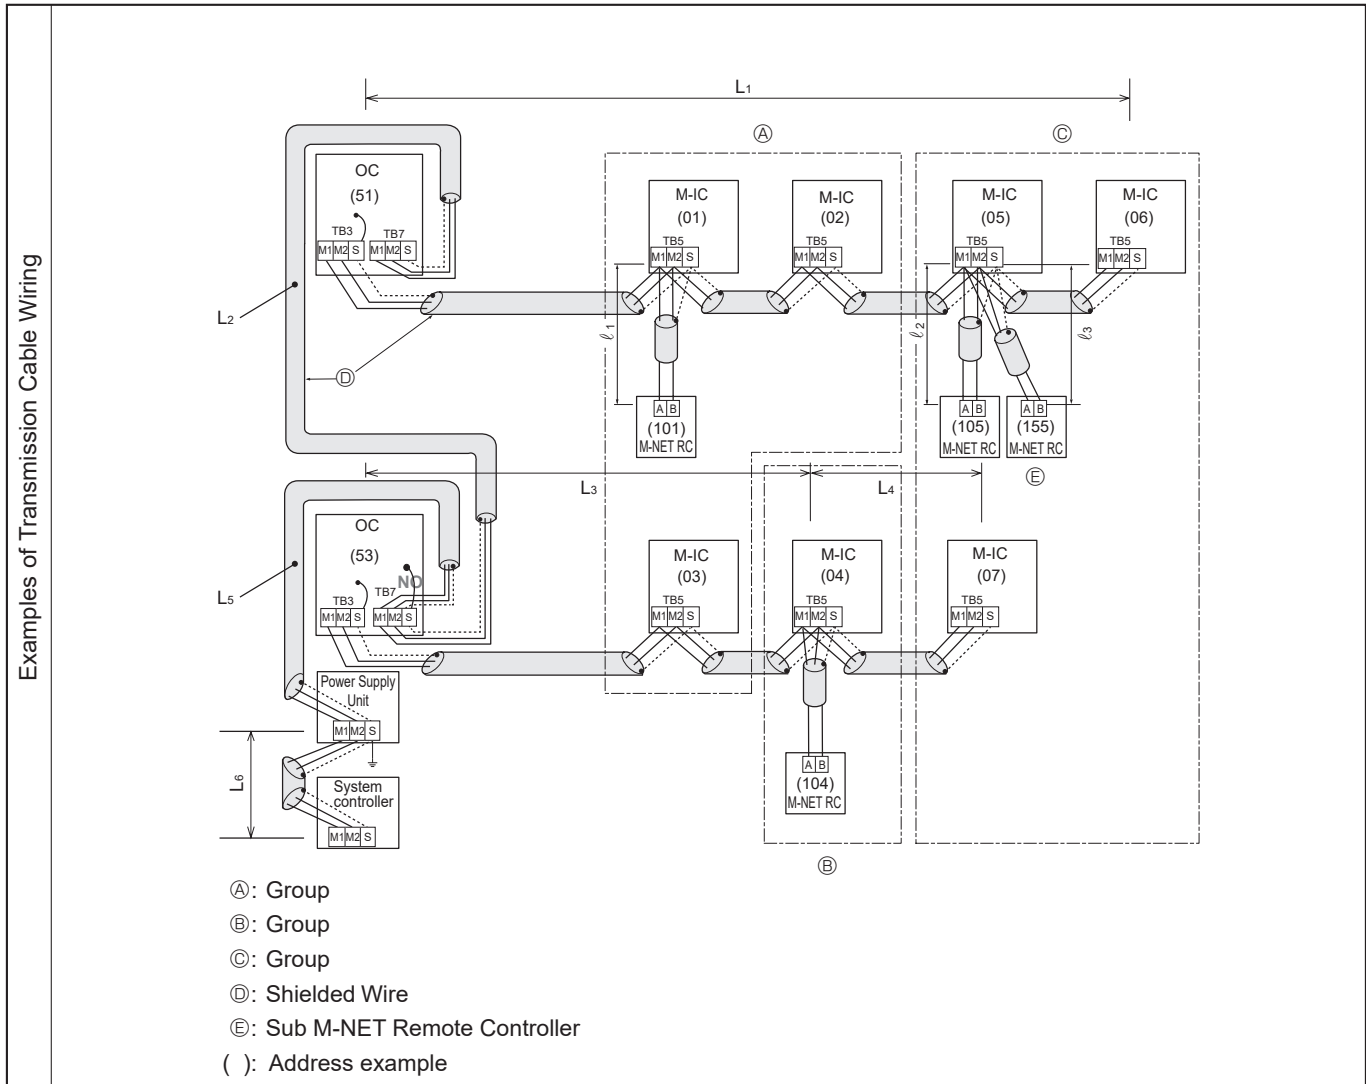 Examples of Transmission Cable Wiring
L1
Ⓐ
Ⓒ
OC
(51)
TB3
TB7
M1 M2 S
M1 M2 S
M-IC
(01)
TB5
M1 M2 S
M-IC
(02)
TB5
M1 M2 S
M-IC
(05)
TB5
M1 M2 S
M-IC
(06)
TB5
M1 M2 S
L2
Ⓓ
ℓ1
ℓ2
ℓ3
A B
(101)
M-NET RC
A B
(105)
M-NET RC
A B
(155)
M-NET RC
Ⓔ
L3
L4
OC
(53)
NO
TB3
TB7
M1 M2 S
M1 M2 S
M-IC
(03)
TB5
M1 M2 S
M-IC
(04)
TB5
M1 M2 S
M-IC
(07)
TB5
M1 M2 S
L5
Power Supply
Unit
M1 M2 S
L6
System
controller
M1 M2 S
A B
(104)
M-NET RC
Ⓑ
Ⓐ: Group
Ⓑ: Group
Ⓒ: Group
Ⓓ: Shielded Wire
Ⓔ: Sub M-NET Remote Controller
( ): Address example